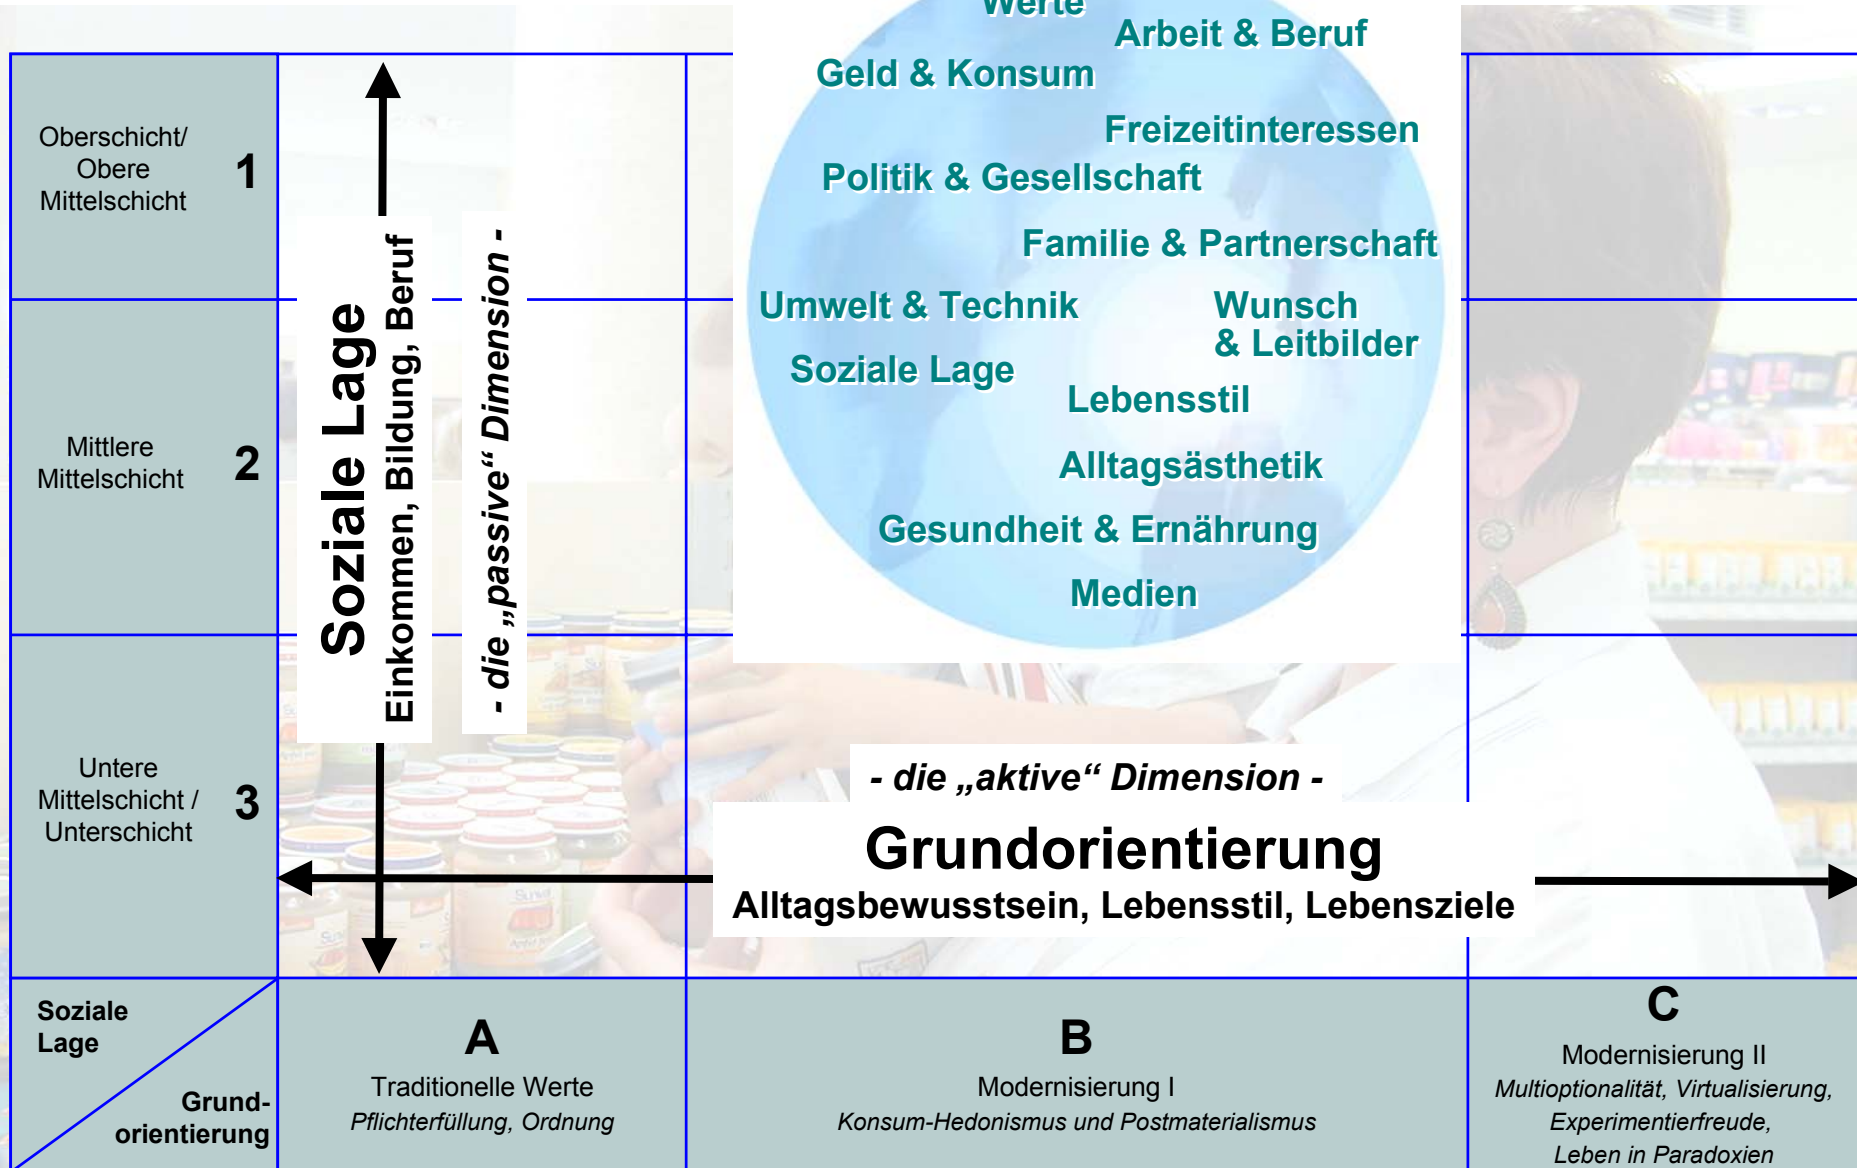 Werte
Arbeit & Beruf
Geld & Konsum
Freizeitinteressen
Politik & Gesellschaft
Familie & Partnerschaft
Umwelt & Technik
Wunsch
& Leitbilder
Soziale Lage
Lebensstil
Alltagsästhetik
Gesundheit & Ernährung
Medien
Oberschicht/
Obere
Mittelschicht
1
Mittlere
Mittelschicht
2
Untere
Mittelschicht /
Unterschicht
3
Soziale Lage
Einkommen, Bildung, Beruf
- die „passive“ Dimension -
- die „aktive“ Dimension -
Grundorientierung
Alltagsbewusstsein, Lebensstil, Lebensziele
Soziale
Lage
Grund-
orientierung
A
Traditionelle Werte
Pflichterfüllung, Ordnung
B
Modernisierung I
Konsum-Hedonismus und Postmaterialismus
C
Modernisierung II
Multioptionalität, Virtualisierung,
Experimentierfreude,
Leben in Paradoxien